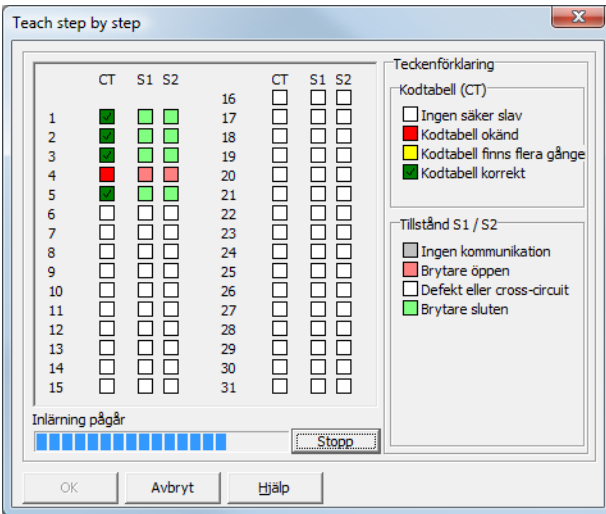 Teach step by step
CT S1 S2 CT S1 S2
16
1 17
2 18
3 19
4 20
5 21
6 22
7 23
8 24
9 25
10 26
11 27
12 28
13 29
14 30
15 31
Inlärning pågår
Stopp
OK Avbryt Hjälp
Teckenförklaring
Kodtabell (CT)
Ingen säker slav
Kodtabell okänd
Kodtabell finns flera gånge
Kodtabell korrekt
Tillstånd S1 / S2
Ingen kommunikation
Brytare öppen
Defekt eller cross-circuit
Brytare sluten